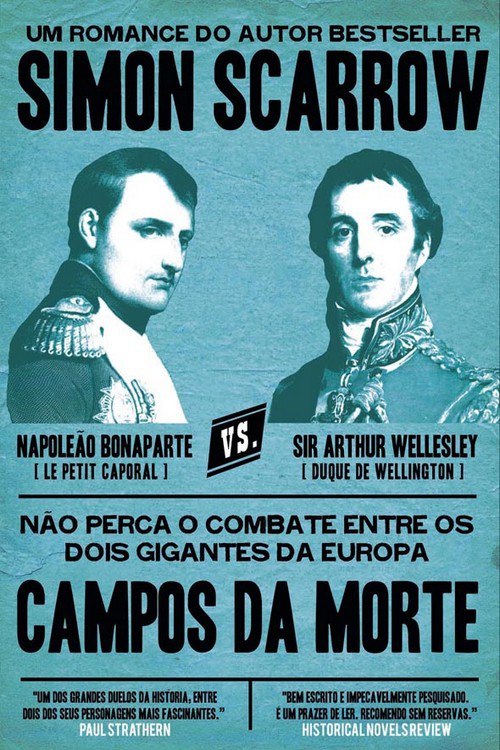 UM ROMANCE DO AUTOR BESTSELLER
SIMON SCARROW
NAPOLEÃO BONAPARTE
[ LE PETIT CAPORAL ]
VS.
SIR ARTHUR WELLESLEY
[ DUQUE DE WELLINGTON ]
NÃO PERCA O COMBATE ENTRE OS
DOIS GIGANTES DA EUROPA
CAMPOS DA MORTE
"UM DOS GRANDES DUELOS DA HISTÓRIA, ENTRE
DOIS DOS SEUS PERSONAGENS MAIS FASCINANTES."
PAUL STRATHERN
"BEM ESCRITO E IMPECAVELMENTE PESQUISADO.
É UM PRAZER DE LER. RECOMENDO SEM RESERVAS."
HISTORICAL NOVELS REVIEW